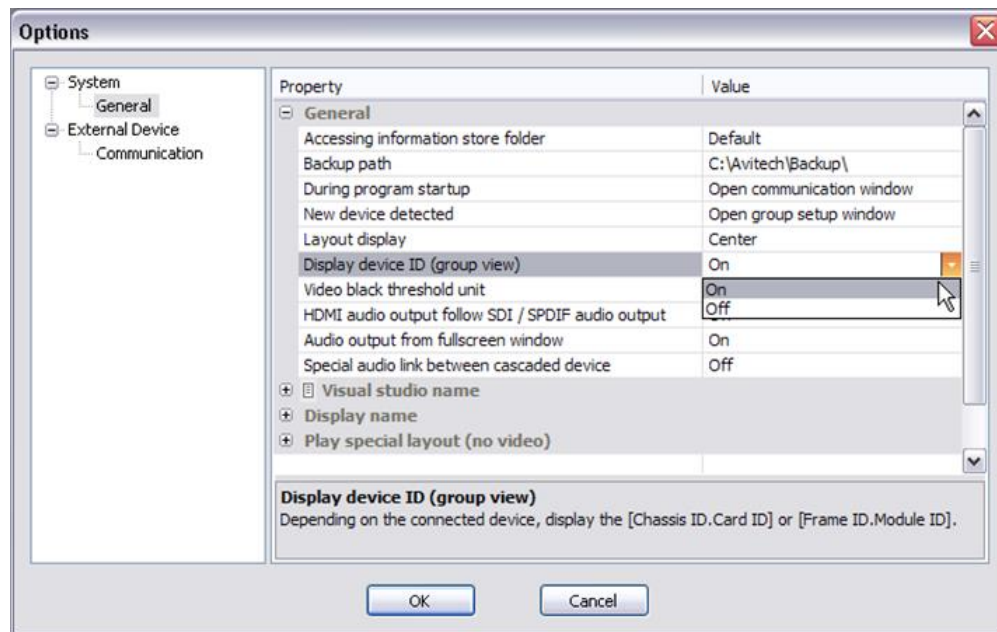 Options
System
General
External Device
Communication
Property Value
General
Accessing information store folder Default
Backup path C:\Avitech\Backup\
During program startup Open communication window
New device detected Open group setup window
Layout display Center
Display device ID (group view) On
Video black threshold unit On
HDMI audio output follow SDI / SPDIF audio output Off
Audio output from fullscreen window On
Special audio link between cascaded device Off
Visual studio name
Display name
Play special layout (no video)
Display device ID (group view)
Depending on the connected device, display the [Chassis ID.Card ID] or [Frame ID.Module ID].
OK Cancel